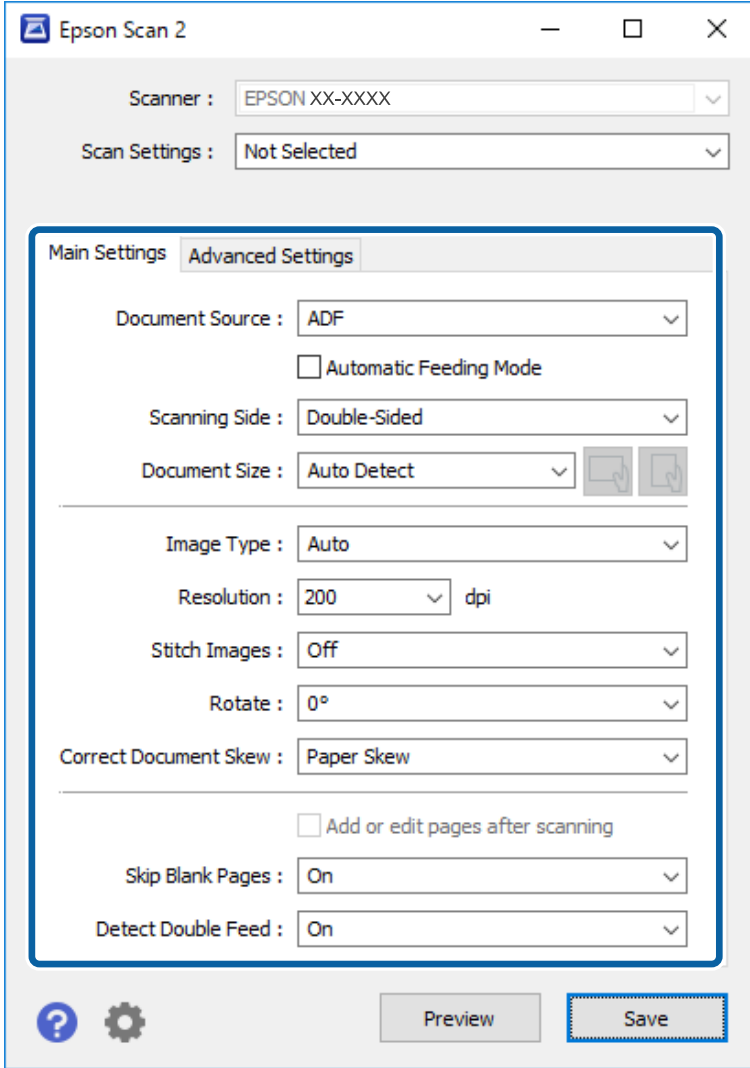 Epson Scan 2
Scanner : EPSON XX-XXXX
Scan Settings : Not Selected
Main Settings Advanced Settings
Document Source : ADF
Automatic Feeding Mode
Scanning Side : Double-Sided
Document Size : Auto Detect
Image Type : Auto
Resolution : 200 dpi
Stitch Images : Off
Rotate : 0°
Correct Document Skew : Paper Skew
Add or edit pages after scanning
Skip Blank Pages : On
Detect Double Feed : On
? Preview Save